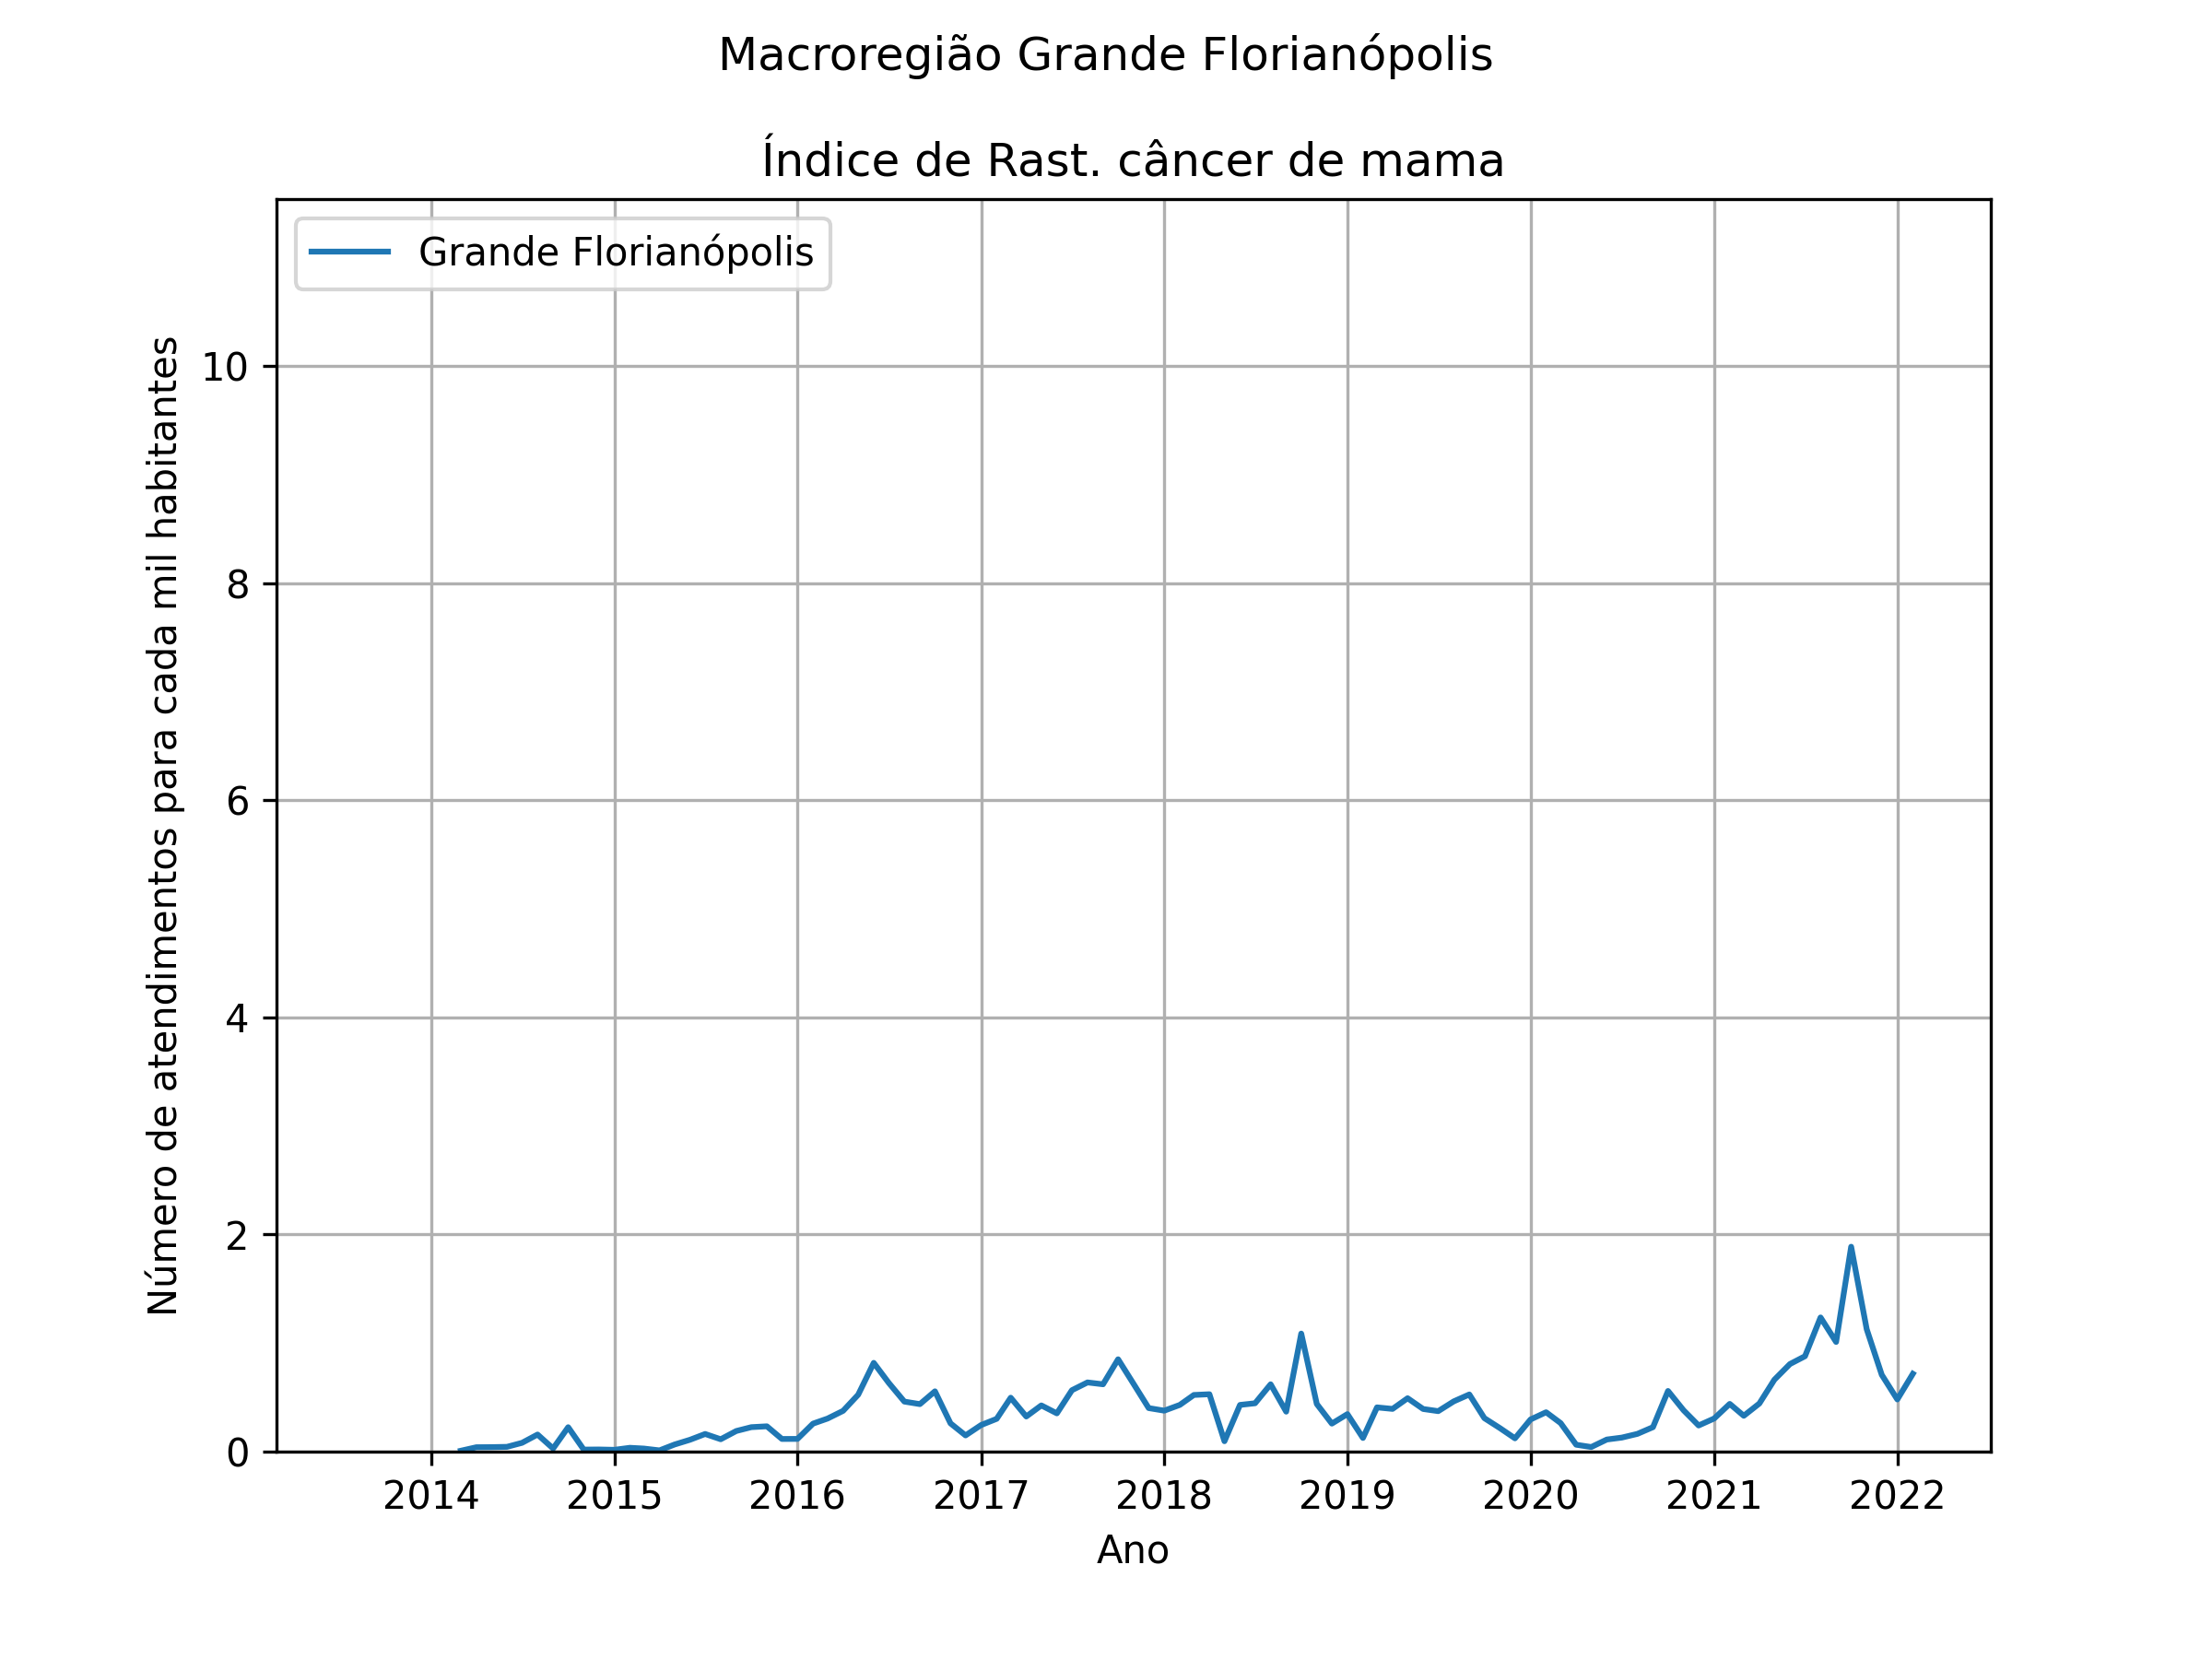 Macroregião Grande Florianópolis
Índice de Rast. câncer de mama
Grande Florianópolis
Número de atendimentos para cada mil habitantes
10
8
6
4
2
0
2014 2015 2016 2017 2018 2019 2020 2021 2022
Ano